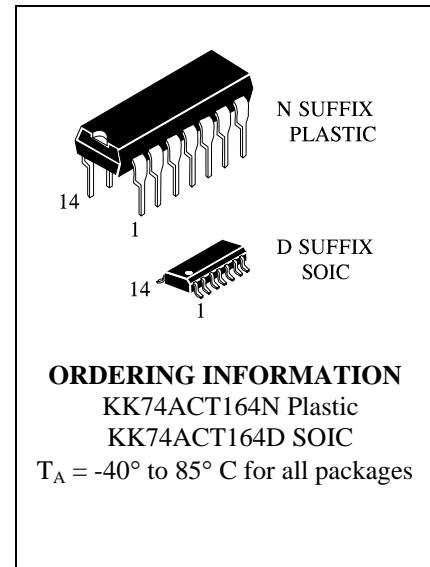 N SUFFIX
PLASTIC
14
1
D SUFFIX
SOIC
14
1
ORDERING INFORMATION
KK74ACT164N Plastic
KK74ACT164D SOIC
T_A = -40° to 85° C for all packages